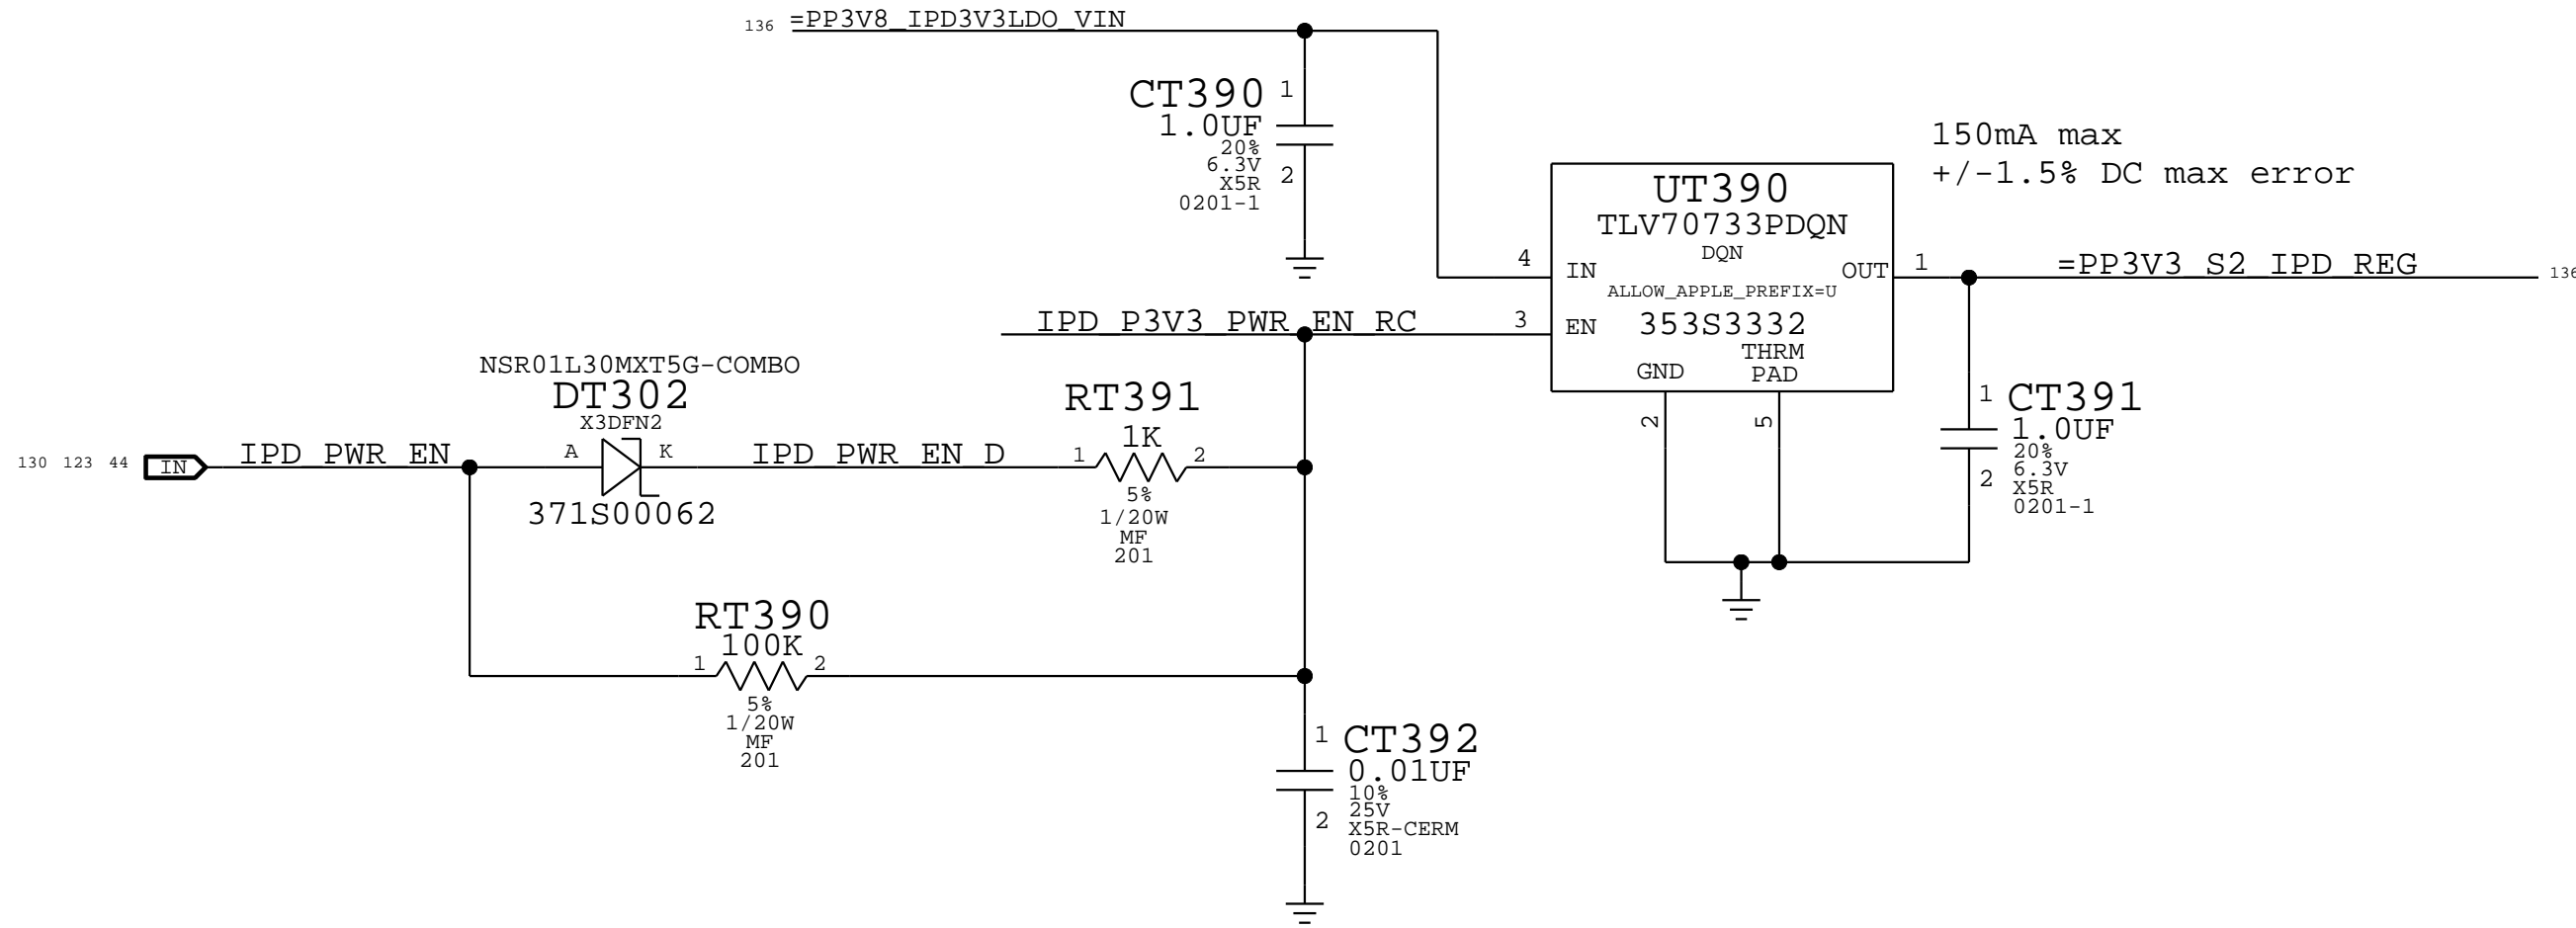 136 =PP3V8_IPD3V3LDO_VIN
CT390 1
1.0UF
20%
6.3V
X5R 2
0201-1
150mA max
+/-1.5% DC max error
UT390
TLV70733PDQN
DQN
4 IN OUT 1 =PP3V3_S2_IPD_REG 136
ALLOW_APPLE_PREFIX=U
IPD_P3V3_PWR_EN_RC 3 EN 353S3332
THRM
GND PAD
2 5
1 CT391
1.0UF
20%
6.3V
2 X5R
0201-1
NSR01L30MXT5G-COMBO
DT302
X3DFN2
RT391
1K
130 123 44 IN IPD_PWR_EN A K IPD_PWR_EN_D 1 2
371S00062
5%
1/20W
MF
201
RT390
100K
1 2
5%
1/20W
MF
201
1 CT392
0.01UF
10%
25V
2 X5R-CERM
0201